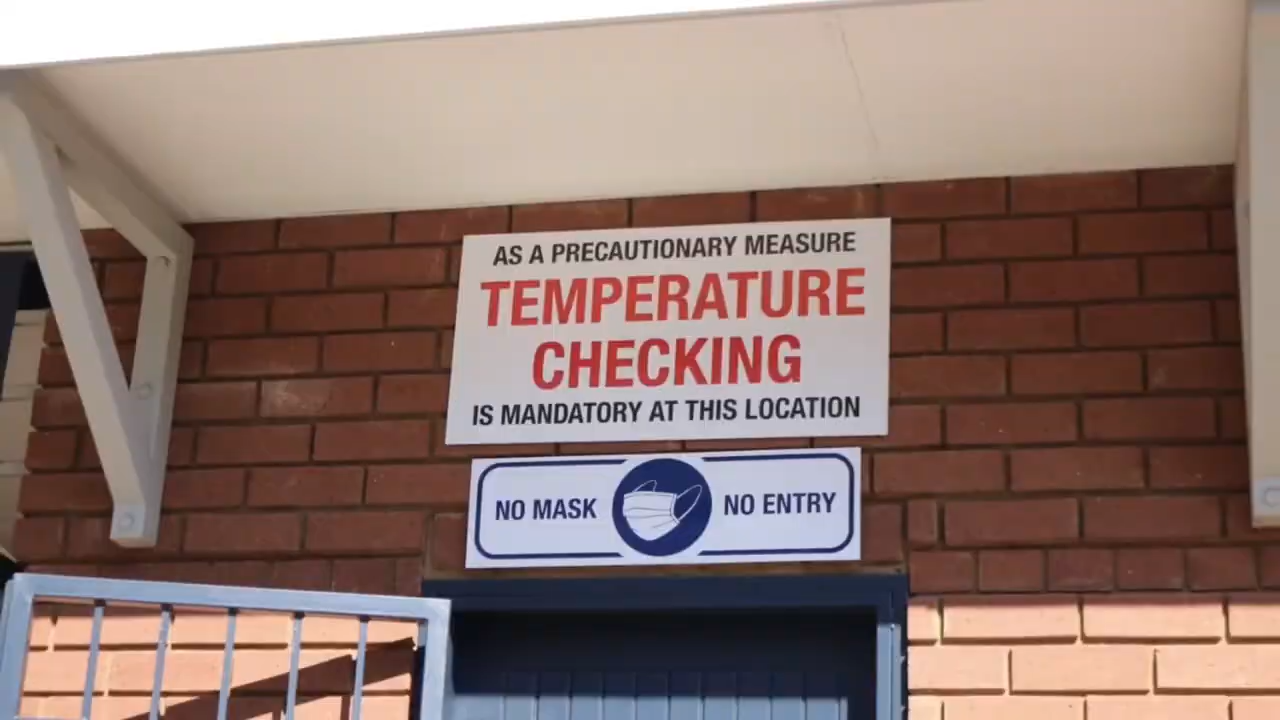 AS A PRECAUTIONARY MEASURE
TEMPERATURE
CHECKING
IS MANDATORY AT THIS LOCATION
NO MASK NO ENTRY